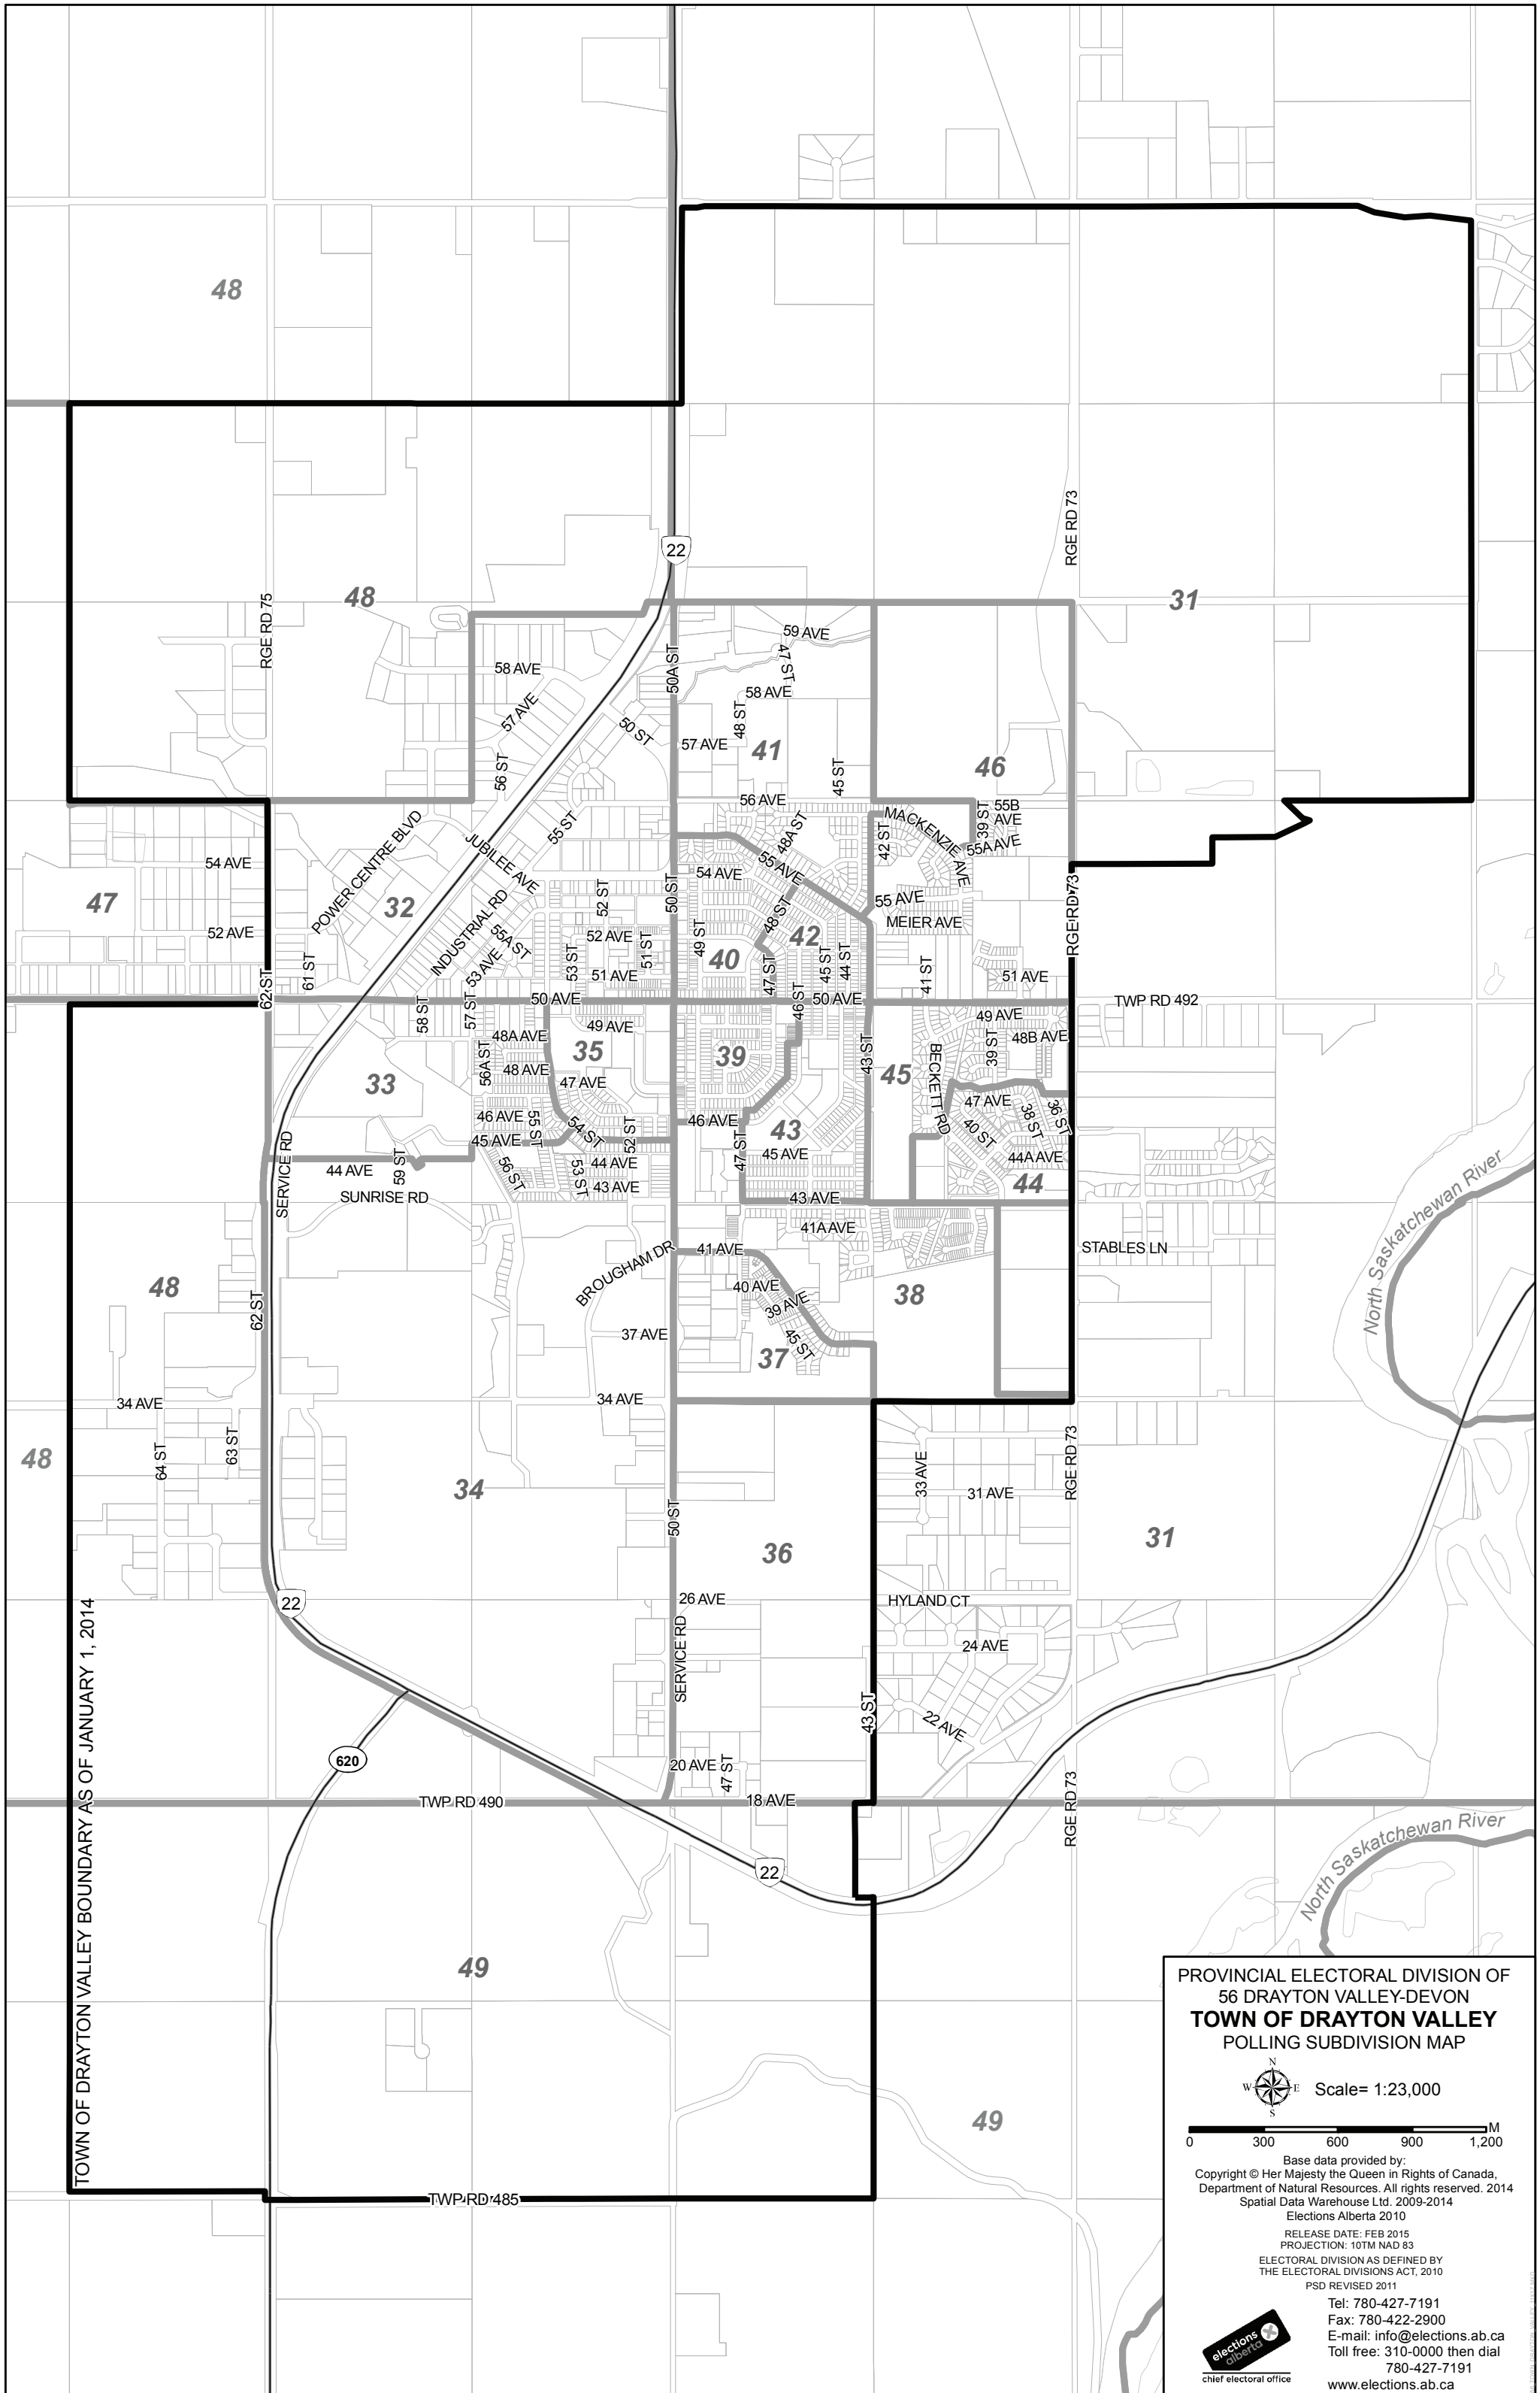 48
22
RGE RD 73
RGE RD 75
48
31
59 AVE
47 ST
50A ST
58 AVE
58 AVE
57 AVE
48 ST
50 ST
57 AVE
41
46
56 ST
45 ST
56 AVE
39 ST
55B
AVE
MACKENZIE AVE
55A AVE
42 ST
48A ST
POWER CENTRE BLVD
JUBILEE AVE
55 ST
55 AVE
54 AVE
54 AVE
47
32
52 ST
50 ST
RGE RD 73
55 AVE
MEIER AVE
48 ST
42
INDUSTRIAL RD
55A ST
52 AVE
52 AVE
51 ST
49 ST
40
53 AVE
53 ST
51 AVE
47 ST
45 ST
44 ST
41 ST
51 AVE
61 ST
62 ST
50 AVE
46 ST
50 AVE
TWP RD 492
58 ST
57 ST
48A AVE
49 AVE
49 AVE
48B AVE
35
39
43 ST
BECKETT RD
39 ST
56A ST
48 AVE
45
33
47 AVE
47 AVE
46 AVE
55 ST
54 ST
52 ST
46 AVE
43
40 ST
38 ST
36 ST
45 AVE
SERVICE RD
44 AVE
59 ST
56 ST
53 ST
44 AVE
47 ST
45 AVE
44A AVE
44
SUNRISE RD
43 AVE
43 AVE
41A AVE
BROUGHAM DR
41 AVE
STABLES LN
North Saskatchewan River
48
62 ST
40 AVE
39 AVE
38
37 AVE
45 ST
37
34 AVE
34 AVE
48
64 ST
63 ST
34
33 AVE
31 AVE
RGE RD 73
50 ST
36
31
22
26 AVE
HYLAND CT
SERVICE RD
24 AVE
43 ST
22 AVE
620
20 AVE
47 ST
TWP RD 490
18 AVE
RGE RD 73
22
North Saskatchewan River
TOWN OF DRAYTON VALLEY BOUNDARY AS OF JANUARY 1, 2014
49
49
TWP RD 485
PROVINCIAL ELECTORAL DIVISION OF
56 DRAYTON VALLEY-DEVON
TOWN OF DRAYTON VALLEY
POLLING SUBDIVISION MAP
N
W E
S
Scale= 1:23,000
M
0 300 600 900 1,200
Base data provided by:
Copyright © Her Majesty the Queen in Rights of Canada,
Department of Natural Resources. All rights reserved. 2014
Spatial Data Warehouse Ltd. 2009-2014
Elections Alberta 2010
RELEASE DATE: FEB 2015
PROJECTION: 10TM NAD 83
ELECTORAL DIVISION AS DEFINED BY
THE ELECTORAL DIVISIONS ACT, 2010
PSD REVISED 2011
elections
alberta
chief electoral office
Tel: 780-427-7191
Fax: 780-422-2900
E-mail: info@elections.ab.ca
Toll free: 310-0000 then dial
780-427-7191
www.elections.ab.ca